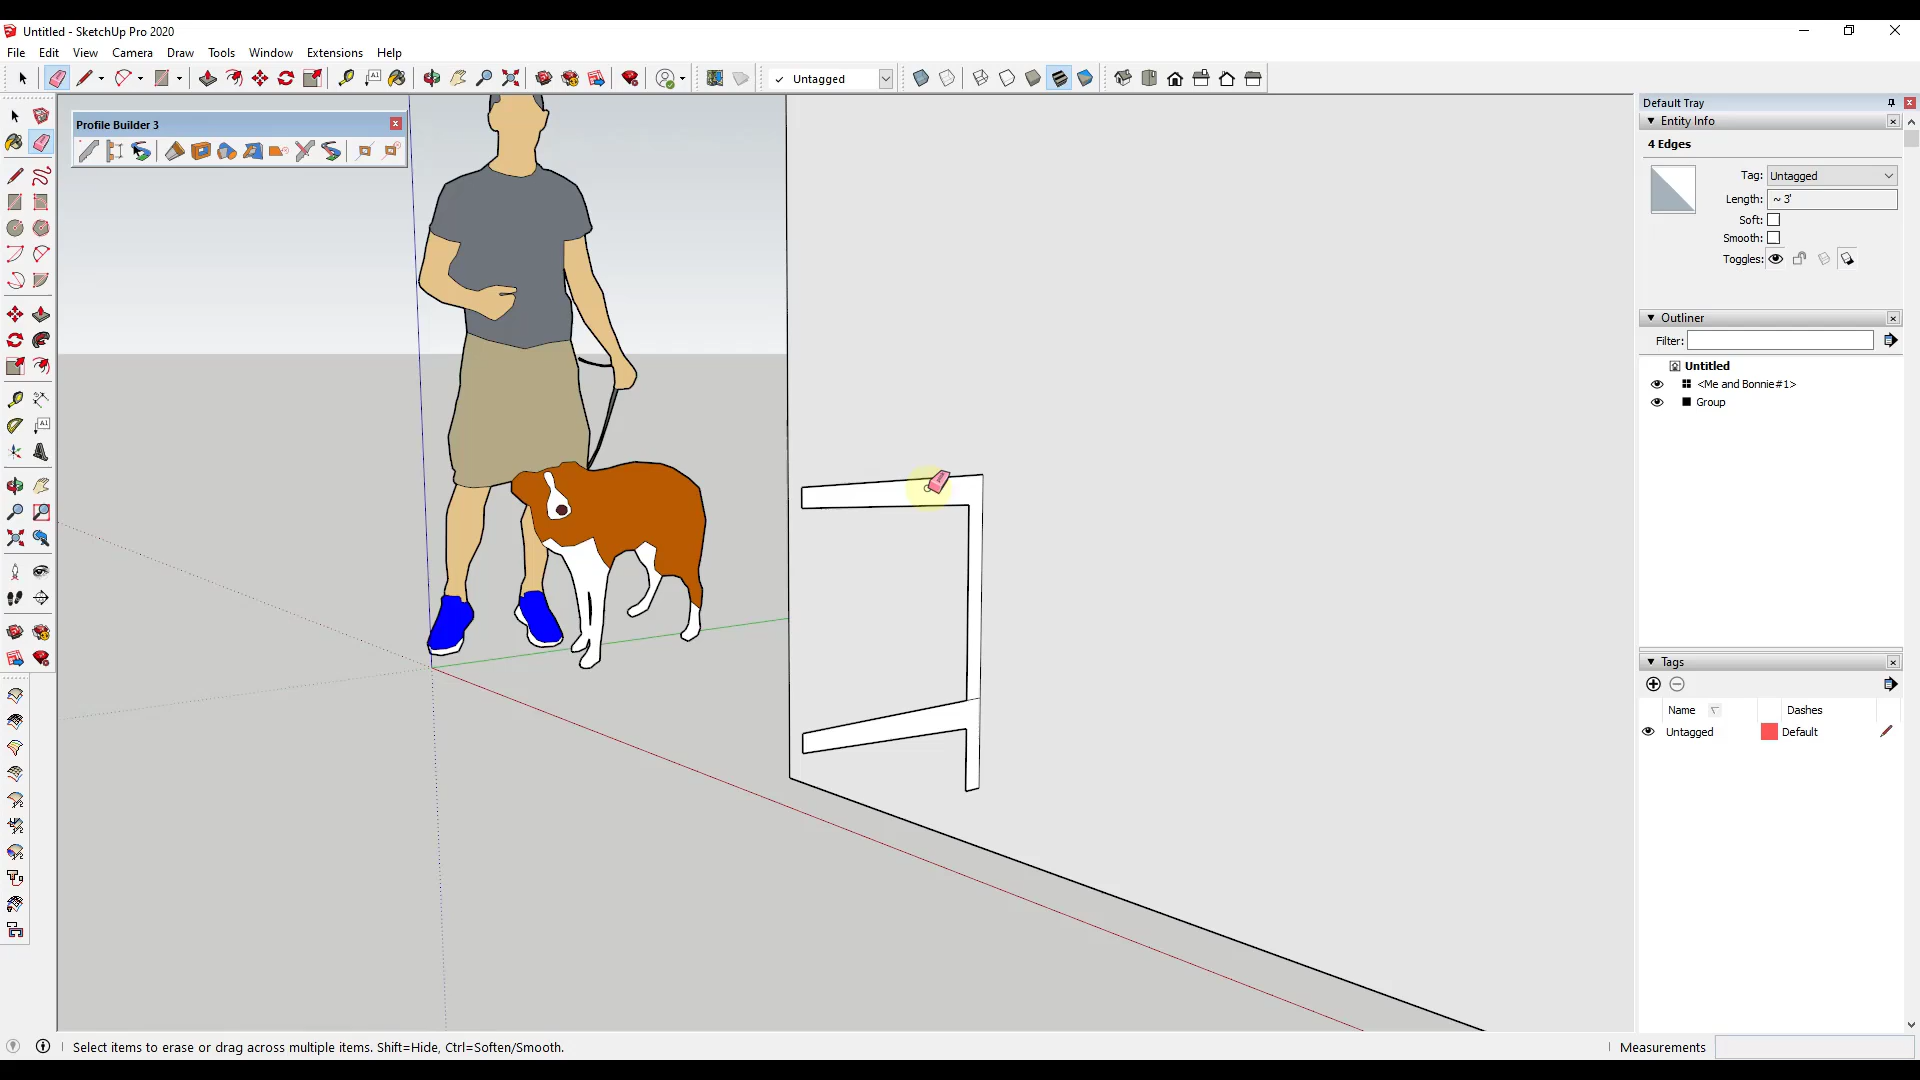 Untitled - SketchUp Pro 2020
File Edit View Camera Draw Tools Window Extensions Help
A1
✓ Untagged
Default Tray
Profile Builder 3
Entity Info
4 Edges
Tag: Untagged
Length: ~ 3'
Soft:
Smooth:
Toggles:
Outliner
Filter:
Untitled
<Me and Bonnie#1>
Group
A1
Tags
Name Dashes
Untagged Default
Select items to erase or drag across multiple items. Shift=Hide, Ctrl=Soften/Smooth.
Measurements